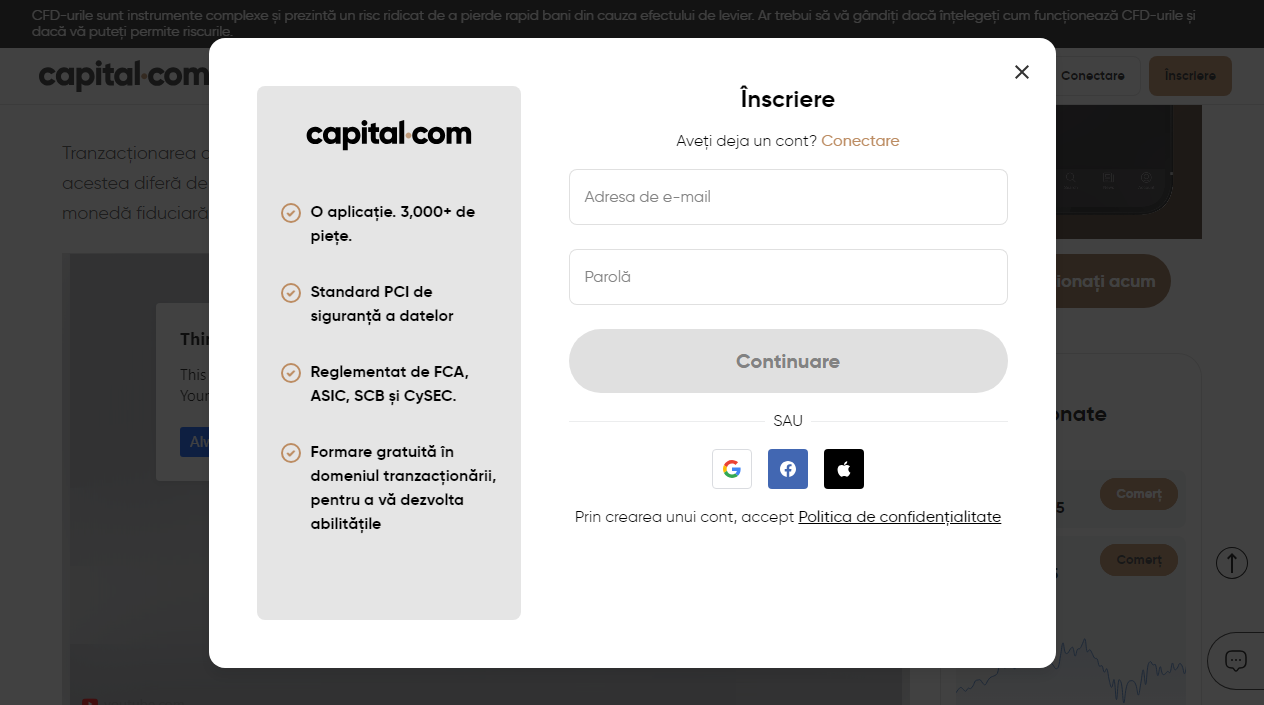 CFD-urile sunt instrumente complexe și prezintă un risc ridicat de a pierde rapid bani din cauza efectului de levier. Ar trebui să vă gândiți dacă înțelegeți cum funcționează CFD-urile și
dacă vă puteți permite riscurile.
capital.com
Conectare
Înscriere
Tranzacționarea
acestea diferă de
monedă fiduciară
Thin
This
Your
Alw
capital.com
O aplicație. 3,000+ de
piețe.
Standard PCI de
siguranță a datelor
Reglementat de FCA,
ASIC, SCB și CySEC.
Formare gratuită în
domeniul tranzacționării,
pentru a vă dezvolta
abilitățile
Înscriere
Aveți deja un cont? Conectare
Adresa de e-mail
Parolă
Continuare
SAU
Prin crearea unui cont, accept Politica de confidențialitate
ionați acum
onate
Comerț
5
Comerț